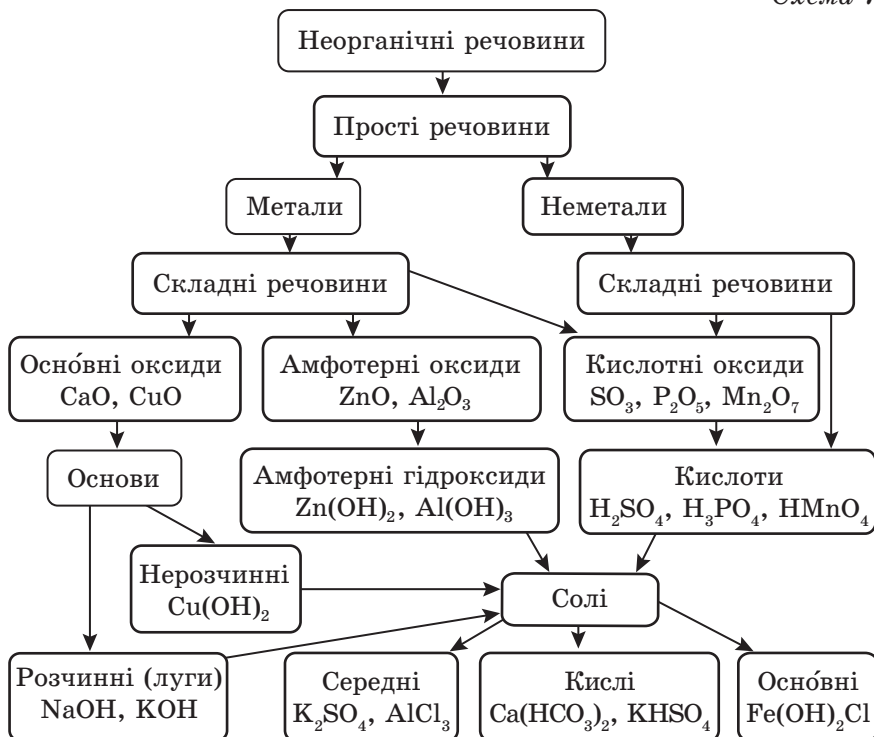 Схема
Неорганічні речовини
Прості речовини
Метали
Неметали
Складні речовини
Складні речовини
Осно́вні оксиди
CaO, CuO
Амфотерні оксиди
ZnO, Al₂O₃
Кислотні оксиди
SO₃, P₂O₅, Mn₂O₇
Основи
Амфотерні гідроксиди
Zn(OH)₂, Al(OH)₃
Кислоти
H₂SO₄, H₃PO₄, HMnO₄
Нерозчинні
Cu(OH)₂
Солі
Розчинні (луги)
NaOH, KOH
Середні
K₂SO₄, AlCl₃
Кислі
Ca(HCO₃)₂, KHSO₄
Осно́вні
Fe(OH)₂Cl